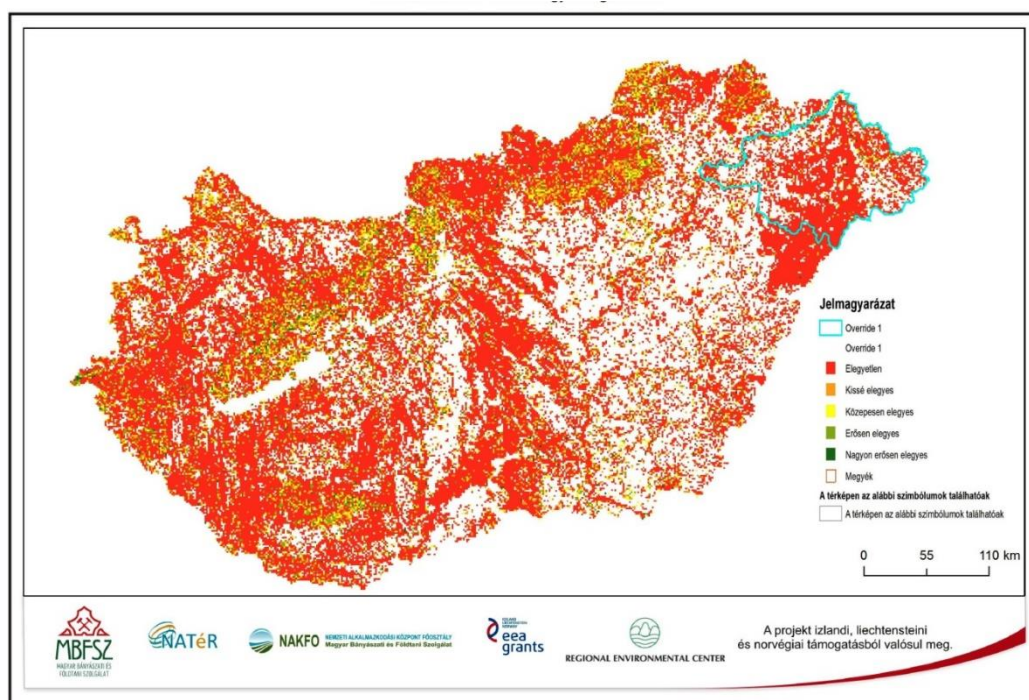 Jelmagyarázat
Override 1
Override 1
Elegyetlen
Kissé elegyes
Közepesen elegyes
Erősen elegyes
Nagyon erősen elegyes
Megyék
A térképen az alábbi szimbólumok találhatóak
A térképen az alábbi szimbólumok találhatóak
0 55 110 km
MBFSZ
MAGYAR BÁNYÁSZATI ÉS
FÖLDTANI SZOLGÁLAT
NATéR
NAKFO
NEMZETI ALKALMAZKODÁSI KÖZPONT FŐOSZTÁLY
Magyar Bányászati és Földtani Szolgálat
eea
grants
REGIONAL ENVIRONMENTAL CENTER
A projekt izlandi, liechtensteini
és norvégiai támogatásból valósul meg.